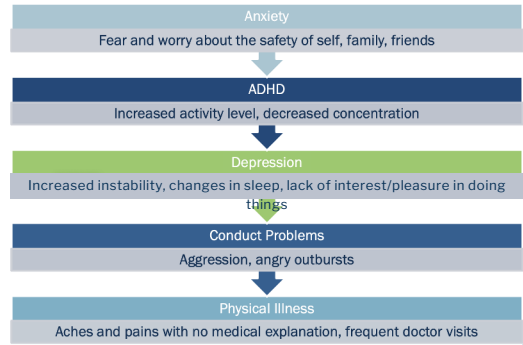 Anxiety
Fear and worry about the safety of self, family, friends
ADHD
Increased activity level, decreased concentration
Depression
Increased instability, changes in sleep, lack of interest/pleasure in doing
things
Conduct Problems
Aggression, angry outbursts
Physical Illness
Aches and pains with no medical explanation, frequent doctor visits